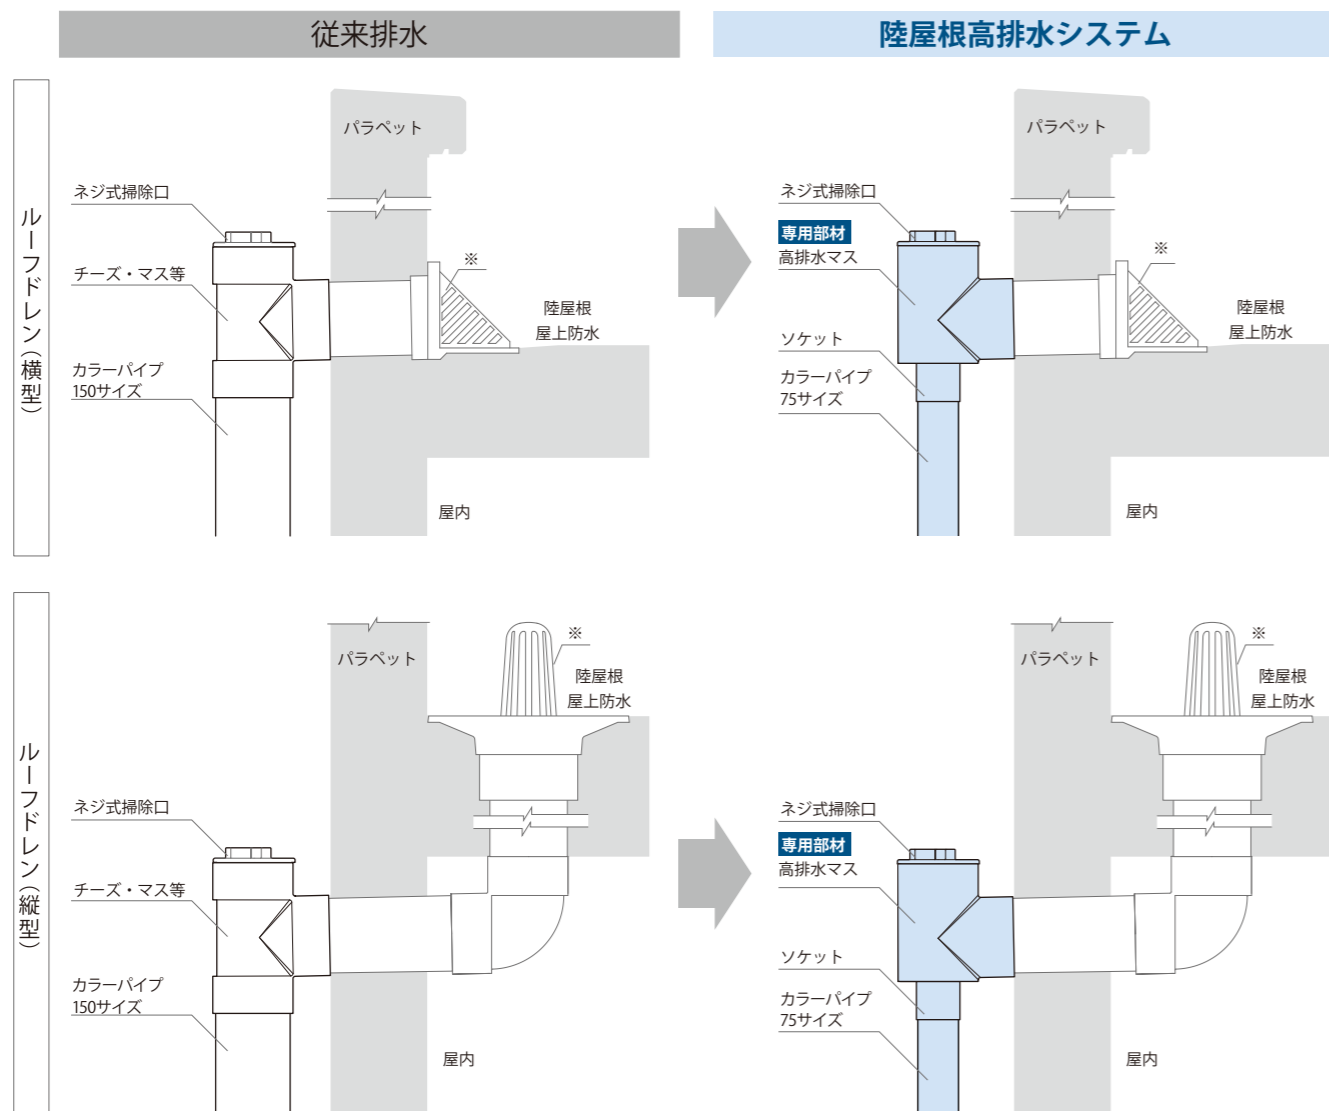 従来排水
陸屋根高排水システム
ルーフドレン(横型)
パラペット
ネジ式掃除口
チーズ・マス等
カラーパイプ
150サイズ
※
陸屋根
屋上防水
屋内
パラペット
ネジ式掃除口
専用部材
高排水マス
ソケット
カラーパイプ
75サイズ
※
陸屋根
屋上防水
屋内
ルーフドレン(縦型)
パラペット
※
陸屋根
屋上防水
ネジ式掃除口
チーズ・マス等
カラーパイプ
150サイズ
屋内
パラペット
※
陸屋根
屋上防水
ネジ式掃除口
専用部材
高排水マス
ソケット
カラーパイプ
75サイズ
屋内